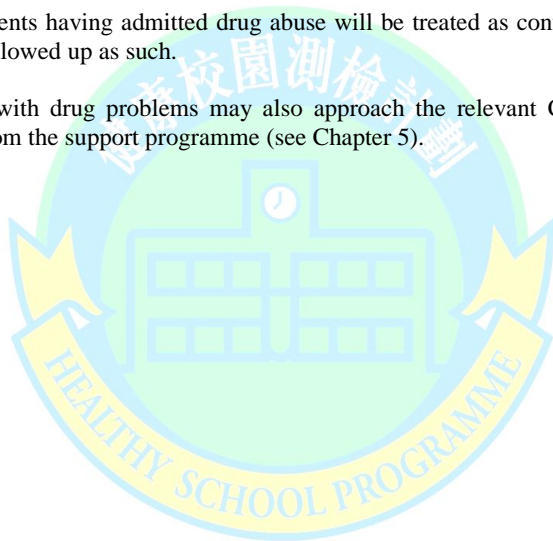 ents having admitted drug abuse will be treated as con
llowed up as such.
with drug problems may also approach the relevant
om the support programme (see Chapter 5).
健康校園測檢計劃
HEALTHY SCHOOL PROGRAMME